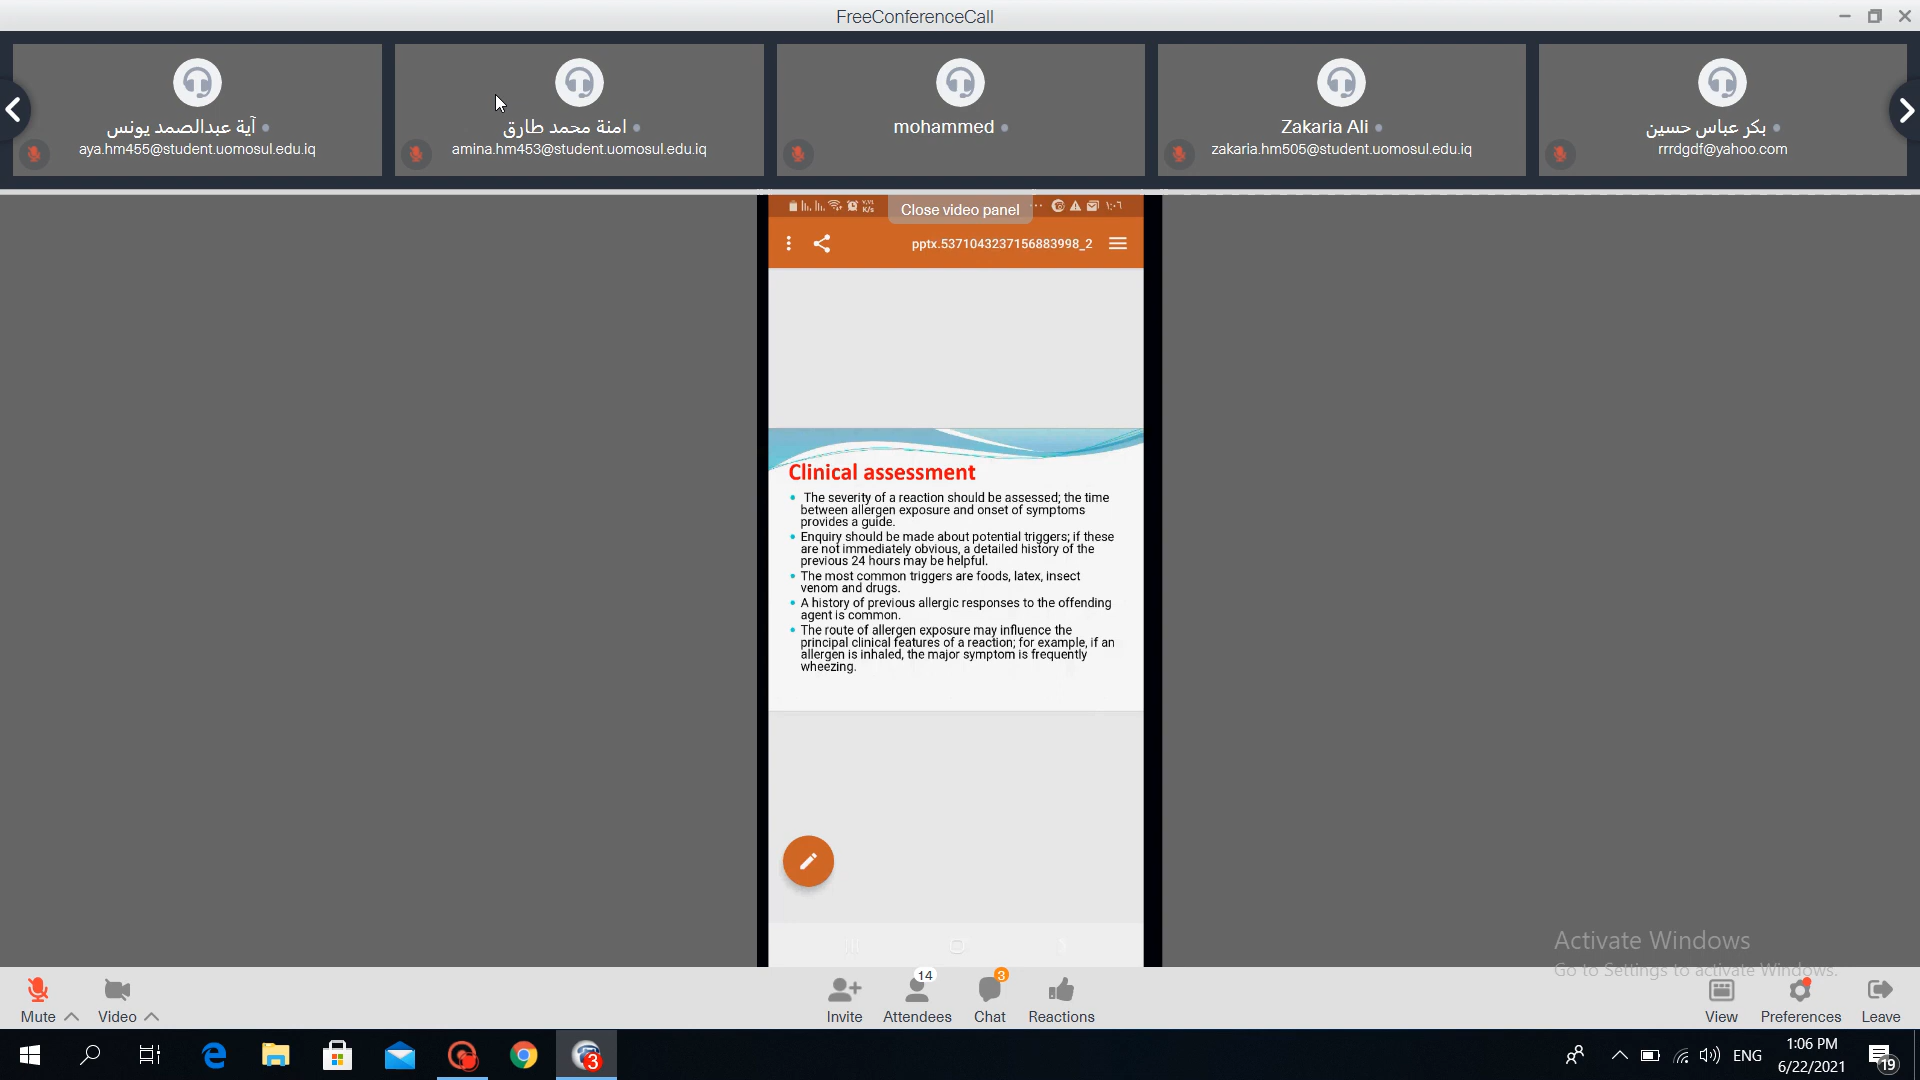 FreeConferenceCall
آية عبدالصمد يونس
aya.hm455@student.uomosul.edu.iq
امنة محمد طارق
amina.hm453@student.uomosul.edu.iq
mohammed
Zakaria Ali
zakaria.hm505@student.uomosul.edu.iq
بكر عباس حسين
rrrdgdf@yahoo.com
Close video panel
K/s
١:٠٦
pptx.5371043237156883998_2
Clinical assessment
The severity of a reaction should be assessed; the time
between allergen exposure and onset of symptoms
provides a guide.
Enquiry should be made about potential triggers; if these
are not immediately obvious, a detailed history of the
previous 24 hours may be helpful.
The most common triggers are foods, latex, insect
venom and drugs.
A history of previous allergic responses to the offending
agent is common.
The route of allergen exposure may influence the
principal clinical features of a reaction; for example, if an
allergen is inhaled, the major symptom is frequently
wheezing.
Activate Windows
Go to Settings to activate Windows.
14
3
Mute
Video
Invite
Attendees
Chat
Reactions
View
Preferences
Leave
3
ENG
1:06 PM
6/22/2021
19